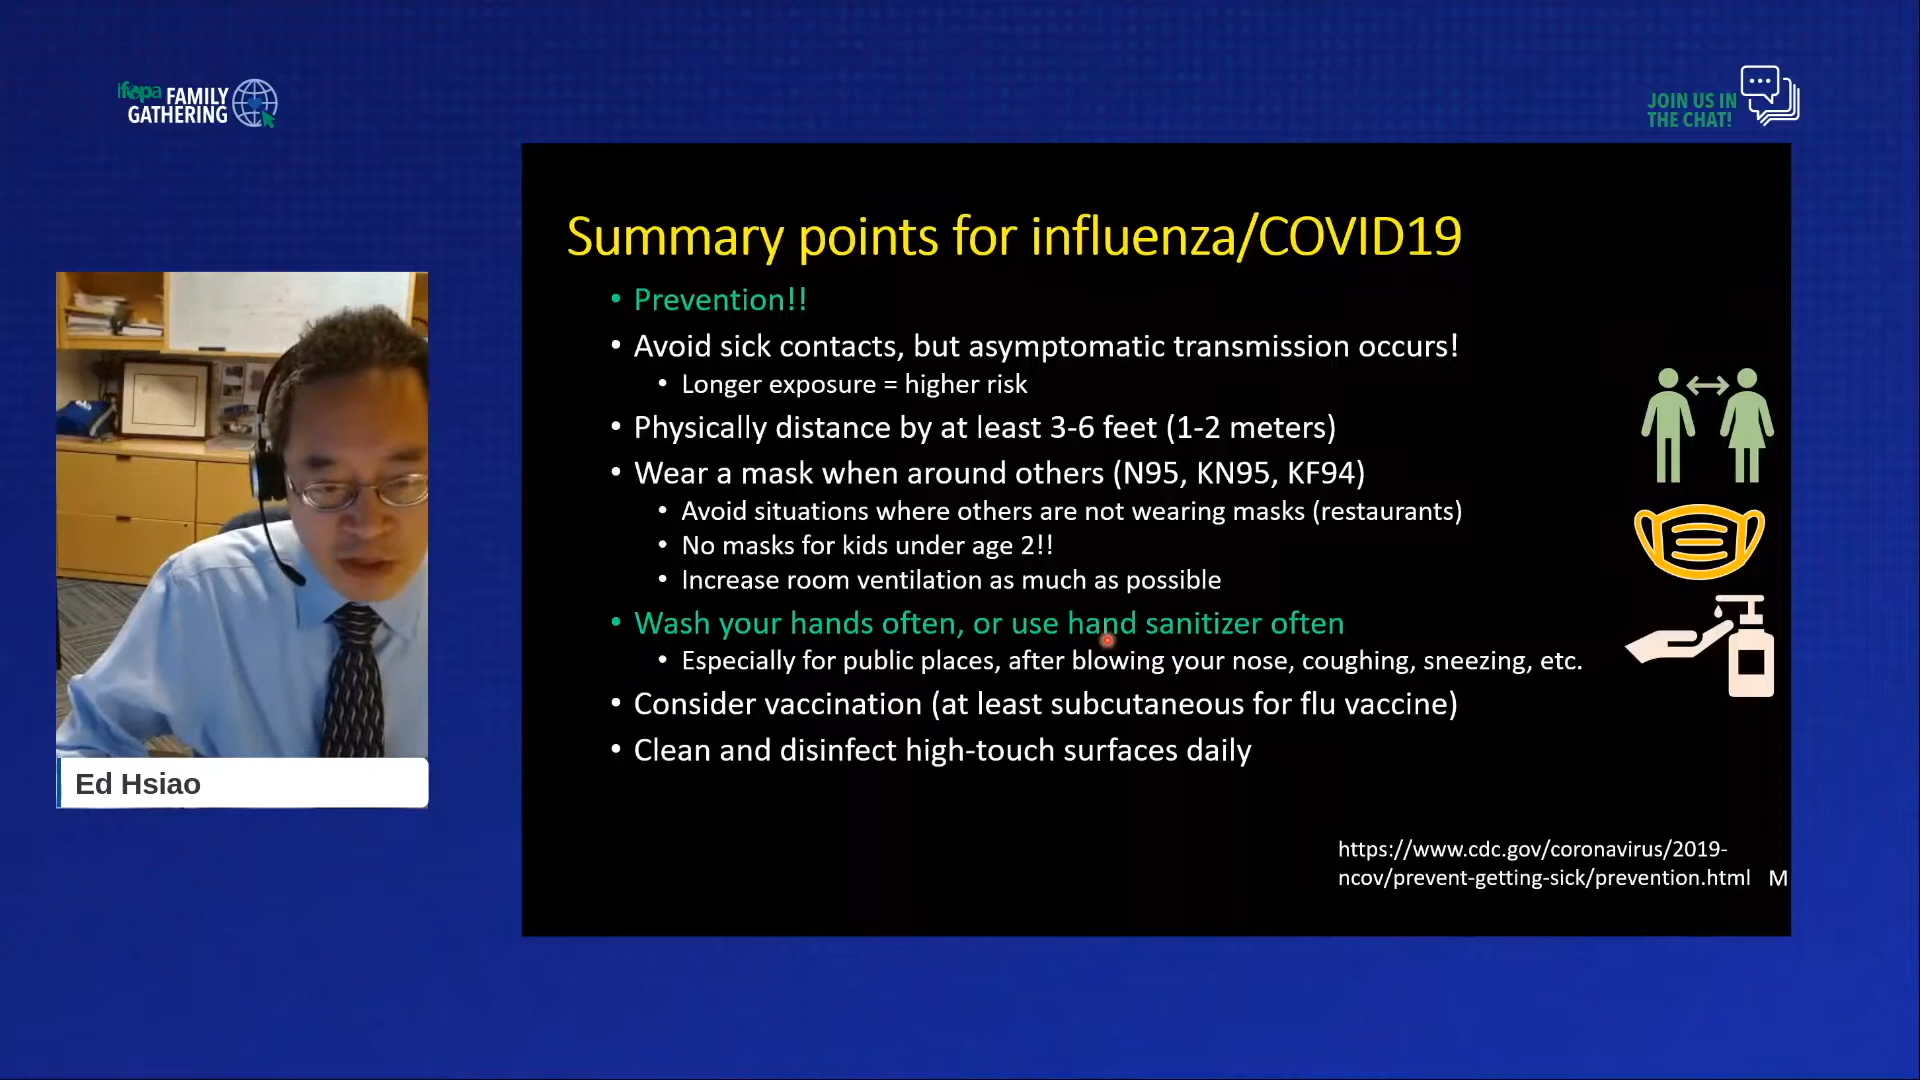 ifopa FAMILY
GATHERING
JOIN US IN
THE CHAT!
Summary points for influenza/COVID19
• Prevention!!
• Avoid sick contacts, but asymptomatic transmission occurs!
• Longer exposure = higher risk
• Physically distance by at least 3-6 feet (1-2 meters)
• Wear a mask when around others (N95, KN95, KF94)
• Avoid situations where others are not wearing masks (restaurants)
• No masks for kids under age 2!!
• Increase room ventilation as much as possible
• Wash your hands often, or use hand sanitizer often
• Especially for public places, after blowing your nose, coughing, sneezing, etc.
• Consider vaccination (at least subcutaneous for flu vaccine)
• Clean and disinfect high-touch surfaces daily
Ed Hsiao
https://www.cdc.gov/coronavirus/2019-
ncov/prevent-getting-sick/prevention.html M